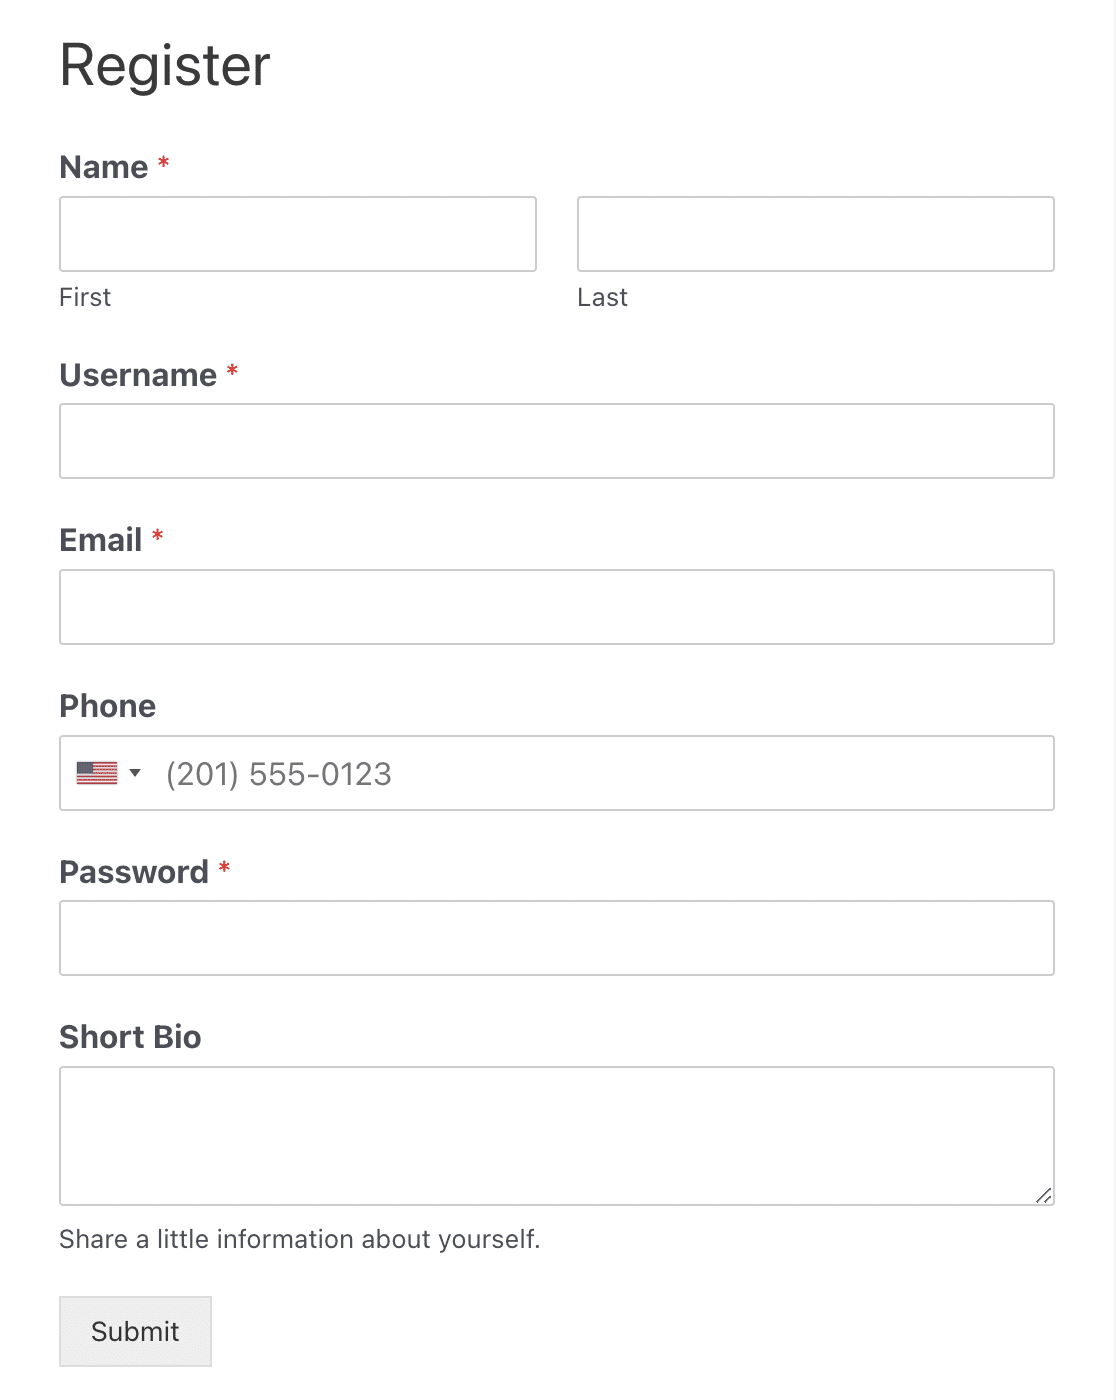 Register
Name *
First Last
Username *
Email *
Phone
(201) 555-0123
Password *
Short Bio
Share a little information about yourself.
Submit